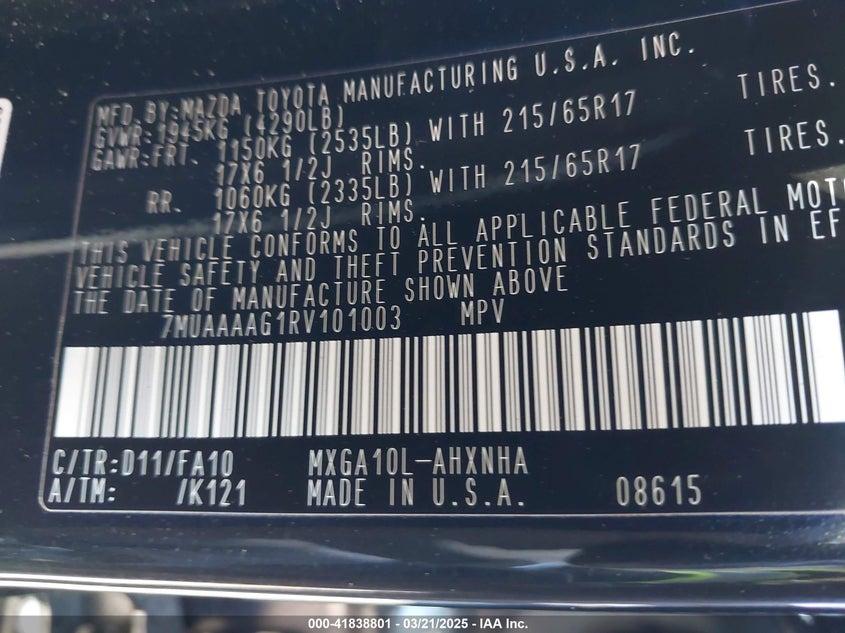 MFD.BY:MAZDA TOYOTA MANUFACTURING U.S.A. INC.
GVWR:1945KG (4290LB)
GAWR:FRT. 1150KG (2535LB) WITH 215/65R17 TIRES.
17X6 1/2J RIMS.
RR. 1060KG (2335LB) WITH 215/65R17 TIRES.
17X6 1/2J RIMS.
THIS VEHICLE CONFORMS TO ALL APPLICABLE FEDERAL MOT
VEHICLE SAFETY AND THEFT PREVENTION STANDARDS IN EF
THE DATE OF MANUFACTURE SHOWN ABOVE
7MUAAAAG1RV101003 MPV
C/TR:D11/FA10 MXGA10L-AHXNHA
A/TM: /K121 MADE IN U.S.A. 08615
000-41838801 - 03/21/2025 - IAA Inc.